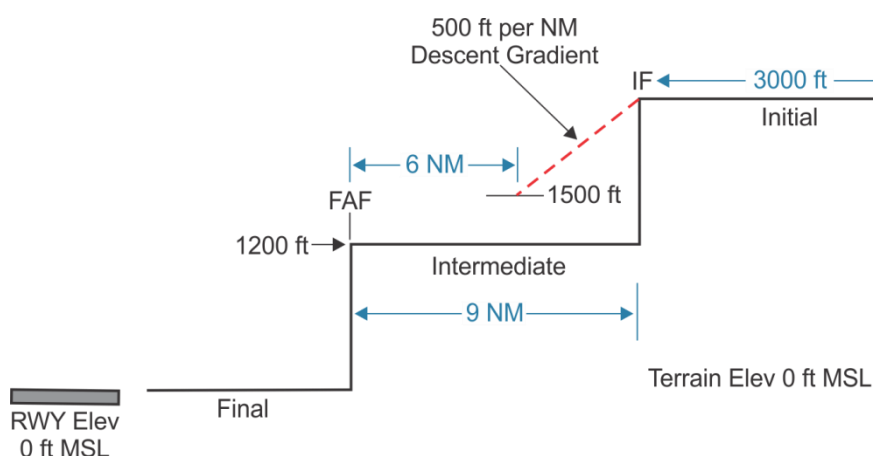 500 ft per NM
Descent Gradient
IF
3000 ft
Initial
6 NM
1500 ft
FAF
1200 ft
Intermediate
9 NM
Terrain Elev 0 ft MSL
Final
RWY Elev
0 ft MSL